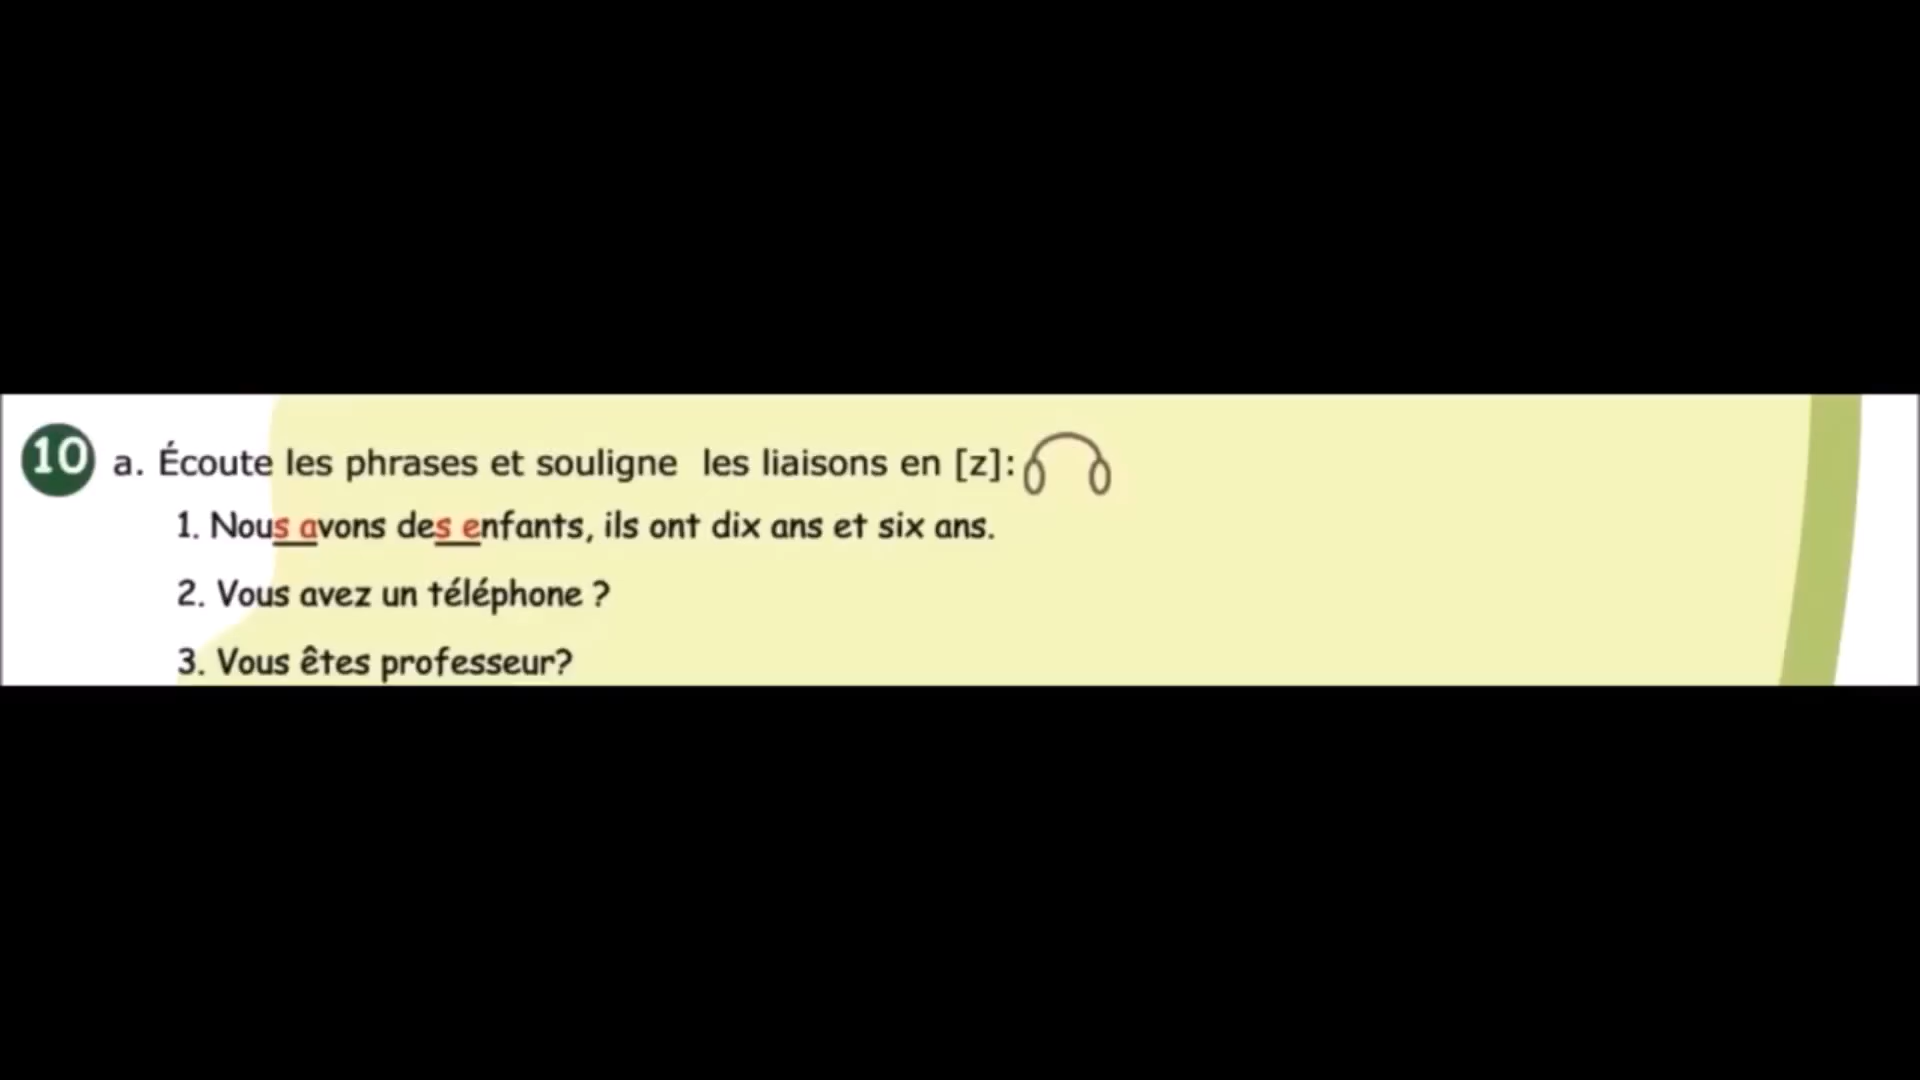 10 a. Écoute les phrases et souligne les liaisons en [z]:
1. Nous avons des enfants, ils ont dix ans et six ans.
2. Vous avez un téléphone ?
3. Vous êtes professeur?